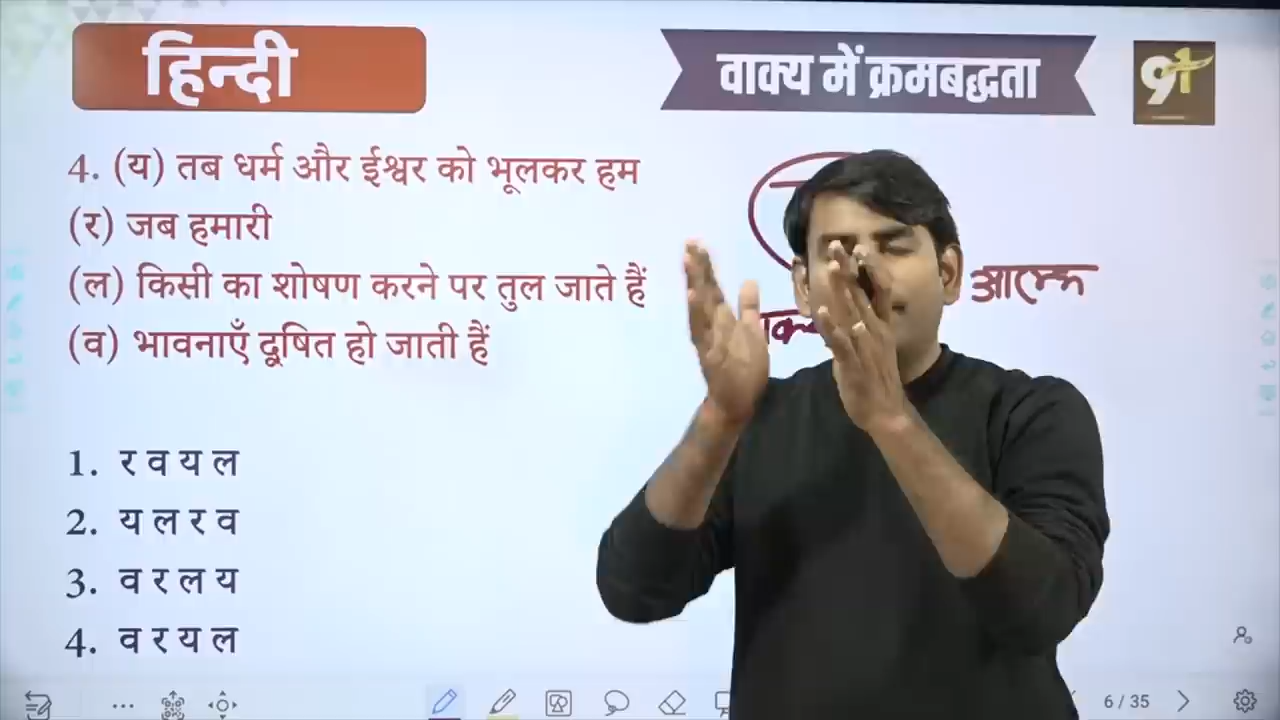 हिन्दी
वाक्य में क्रमबद्धता
91
4. (य) तब धर्म और ईश्वर को भूलकर हम
(र) जब हमारी
(ल) किसी का शोषण करने पर तुल जाते हैं
(व) भावनाएँ दूषित हो जाती हैं
1. र व य ल
2. य ल र व
3. व र ल य
4. व र य ल
6 / 35